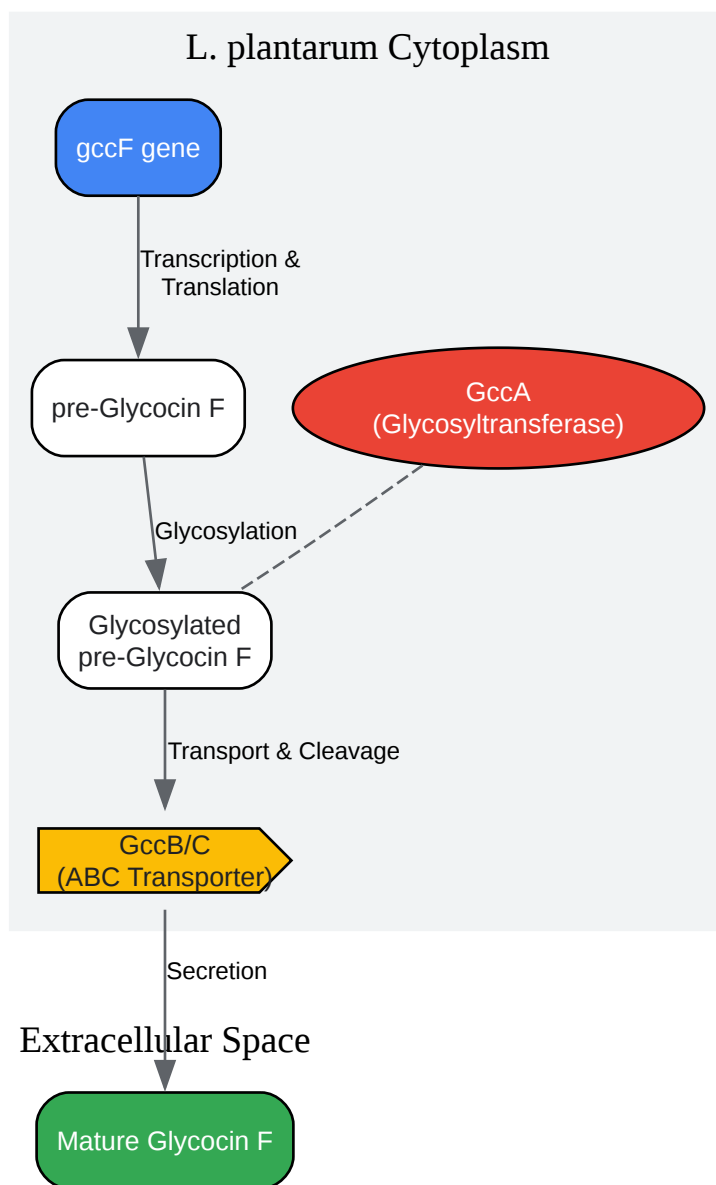 L. plantarum Cytoplasm
gccF gene
Transcription &
Translation
pre-Glycocin F
GccA
(Glycosyltransferase)
Glycosylation
Glycosylated
pre-Glycocin F
Transport & Cleavage
GccB/C
(ABC Transporter)
Secretion
Extracellular Space
Mature Glycocin F